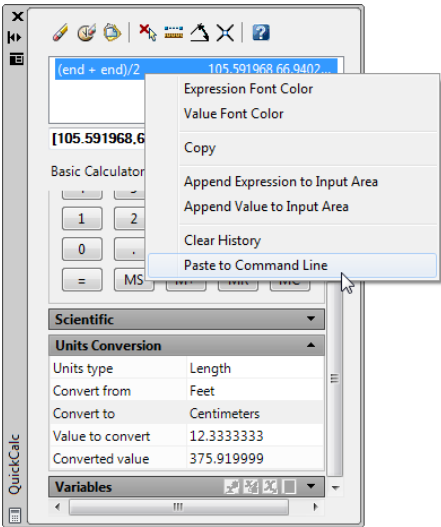 (end + end)/2 105.591968,66.9402...
Expression Font Color
Value Font Color
[105.591968,6
Copy
Basic Calculator
Append Expression to Input Area
Append Value to Input Area
1 2
0 .
Clear History
Paste to Command Line
= MS M+ MR MC
Scientific
Units Conversion
Units type Length
Convert from Feet
Convert to Centimeters
Value to convert 12.3333333
Converted value 375.919999
Variables
QuickCalc